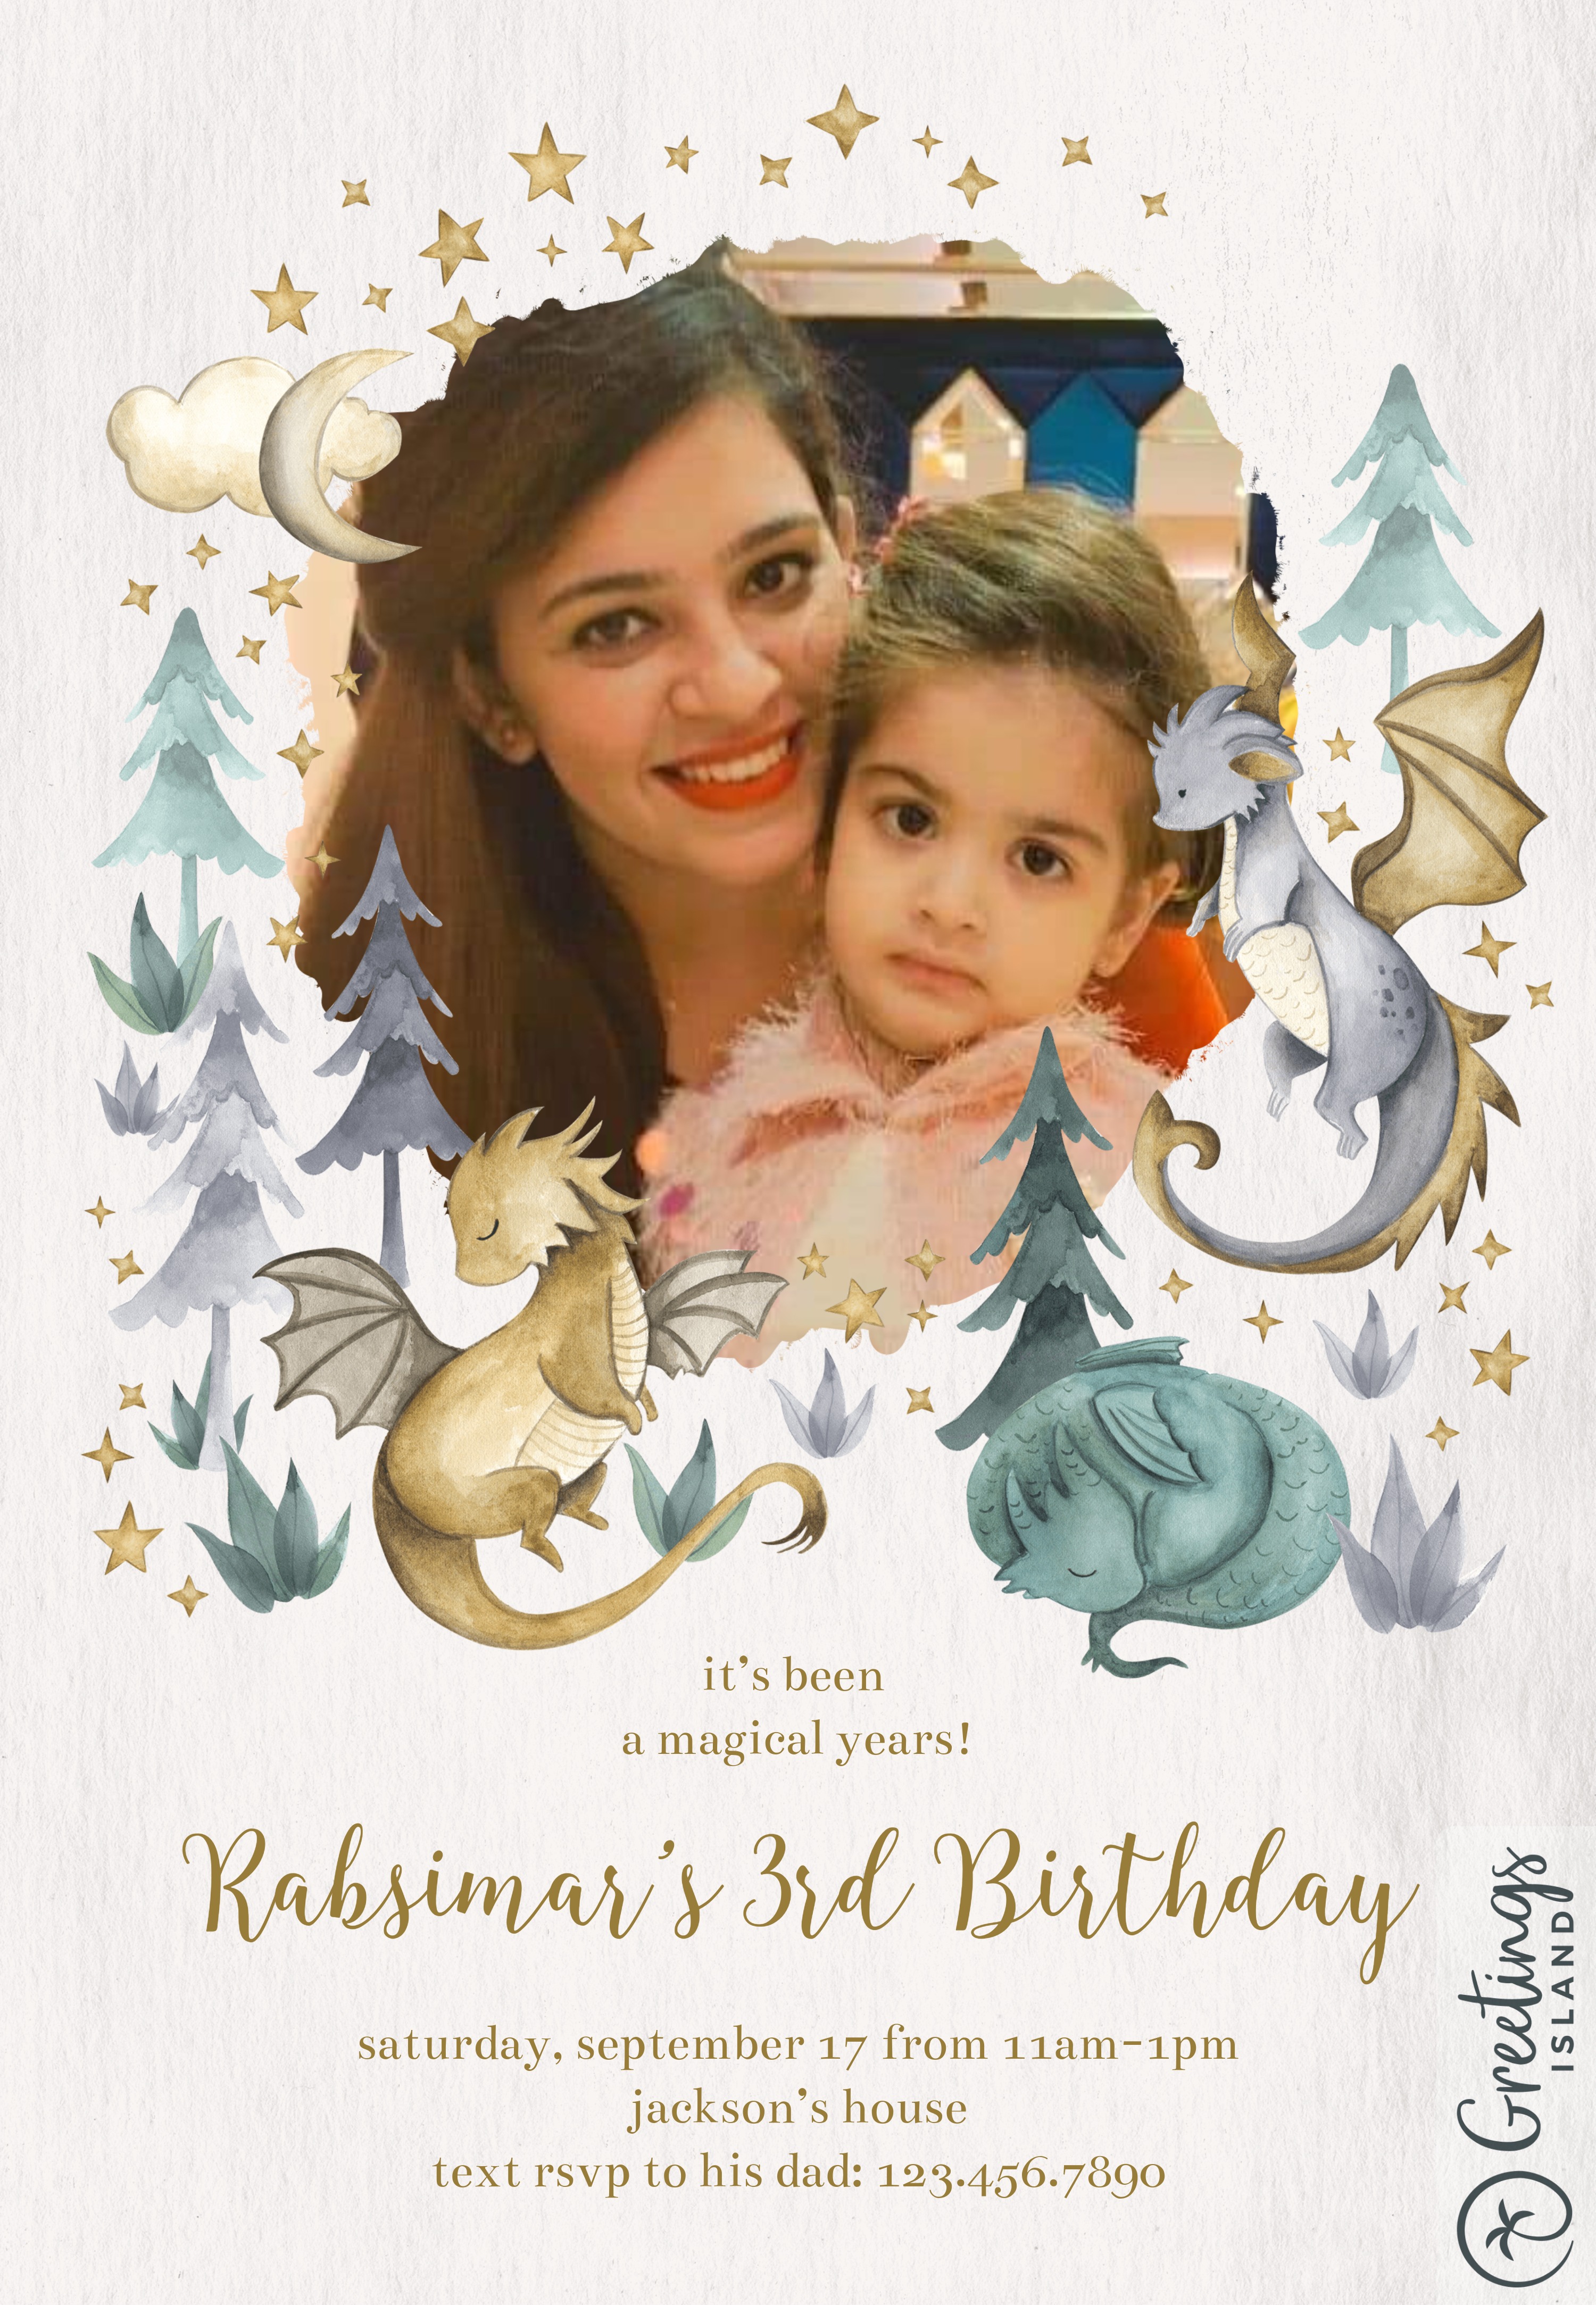 it's been
a magical years!
Rabsimar's 3rd Birthday
saturday, september 17 from 11am-1pm
jackson's house
text rsvp to his dad: 123.456.7890
Greetings
ISLAND